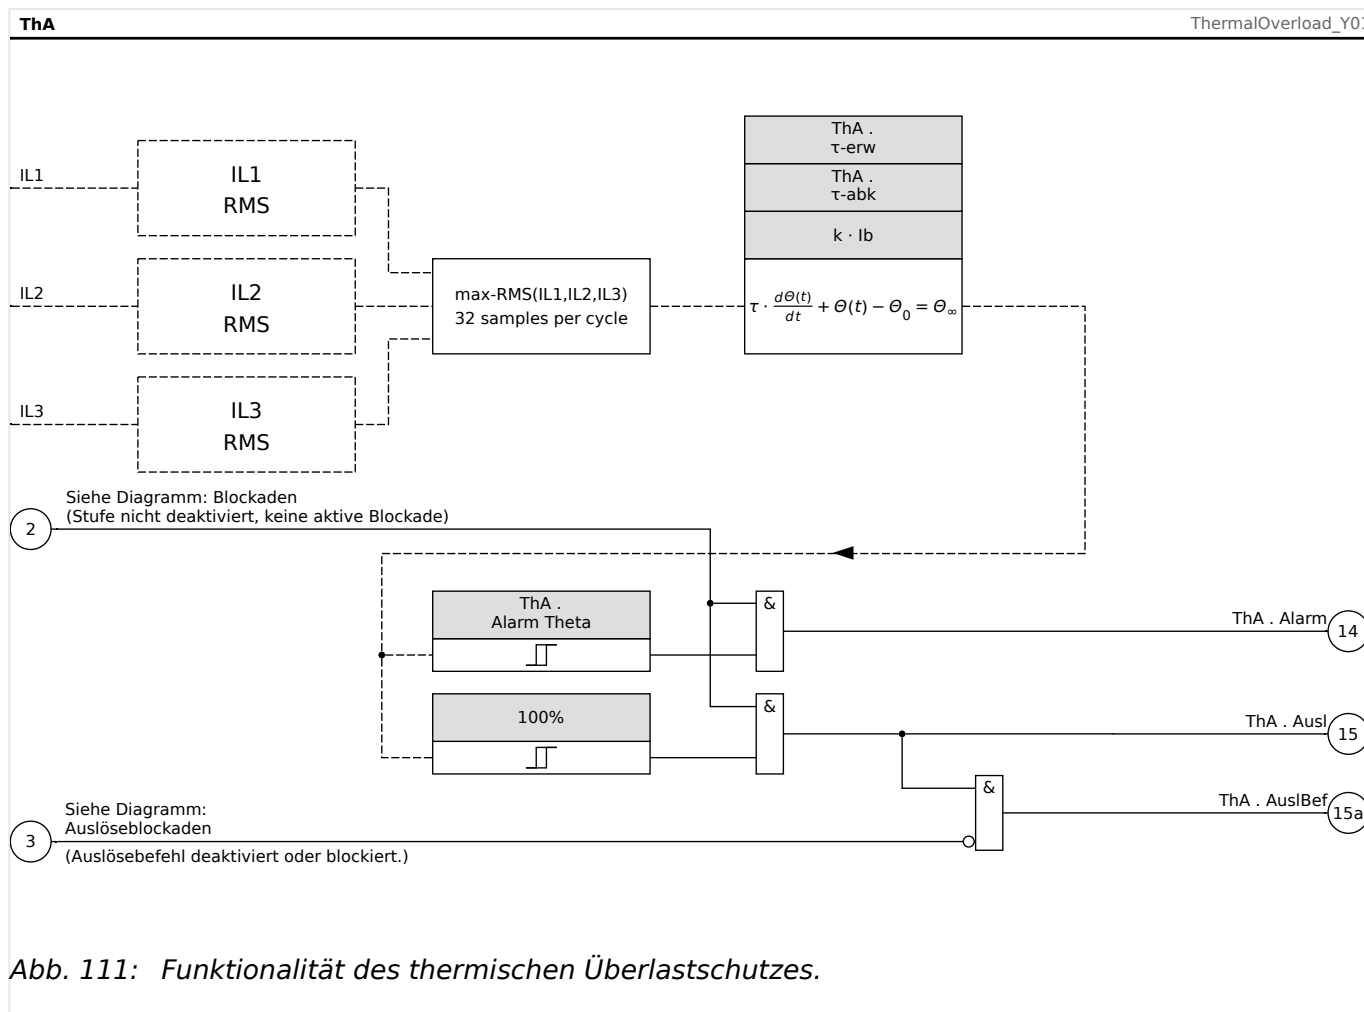 ThA
ThermalOverload_Y01
ThA .
τ-erw
ThA .
τ-abk
k · Ib
τ · dΘ(t)/dt + Θ(t) − Θ0 = Θ∞
IL1
IL1
RMS
IL2
IL2
RMS
max-RMS(IL1,IL2,IL3)
32 samples per cycle
IL3
IL3
RMS
Siehe Diagramm: Blockaden
2
(Stufe nicht deaktiviert, keine aktive Blockade)
ThA .
Alarm Theta
&
ThA . Alarm
14
100%
&
ThA . Ausl
15
&
Siehe Diagramm:
Auslöseblockaden
3
(Auslösebefehl deaktiviert oder blockiert.)
ThA . AuslBef
15a
Abb. 111: Funktionalität des thermischen Überlastschutzes.